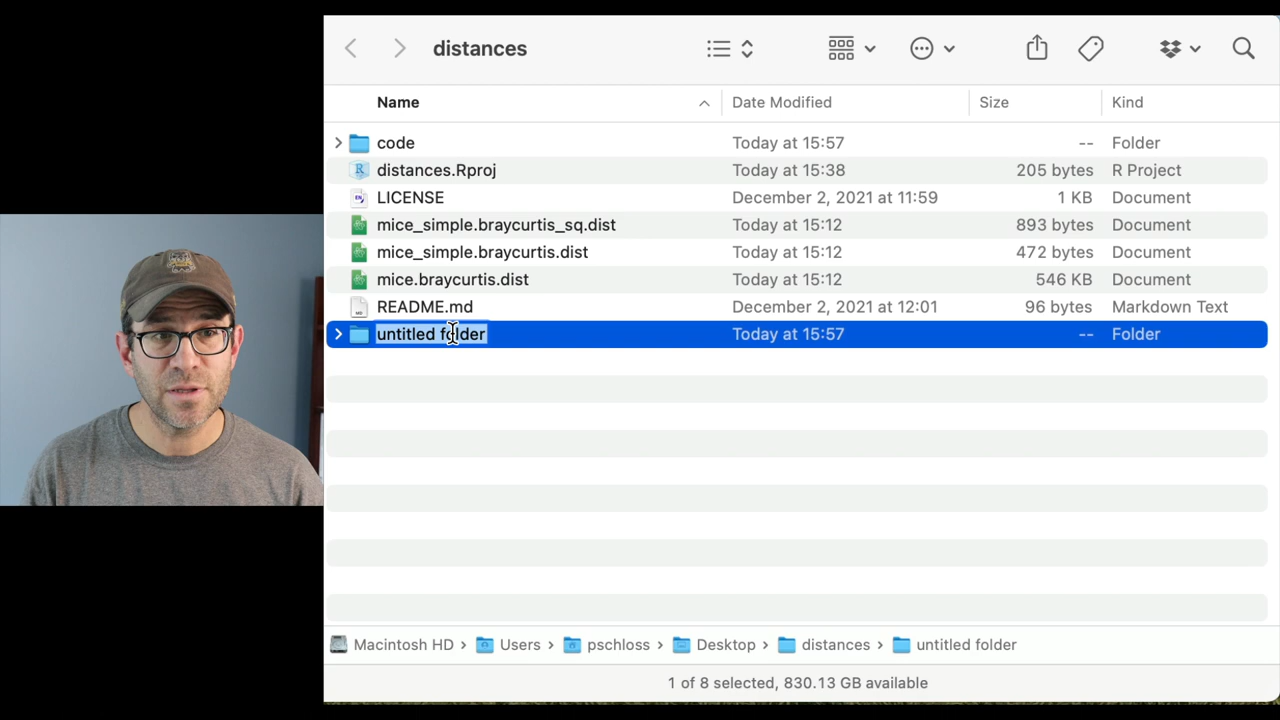 distances
Name Date Modified Size Kind
code Today at 15:57 -- Folder
distances.Rproj Today at 15:38 205 bytes R Project
LICENSE December 2, 2021 at 11:59 1 KB Document
mice_simple.braycurtis_sq.dist Today at 15:12 893 bytes Document
mice_simple.braycurtis.dist Today at 15:12 472 bytes Document
mice.braycurtis.dist Today at 15:12 546 KB Document
README.md December 2, 2021 at 12:01 96 bytes Markdown Text
untitled folder Today at 15:57 -- Folder
Macintosh HD › Users › pschloss › Desktop › distances › untitled folder
1 of 8 selected, 830.13 GB available